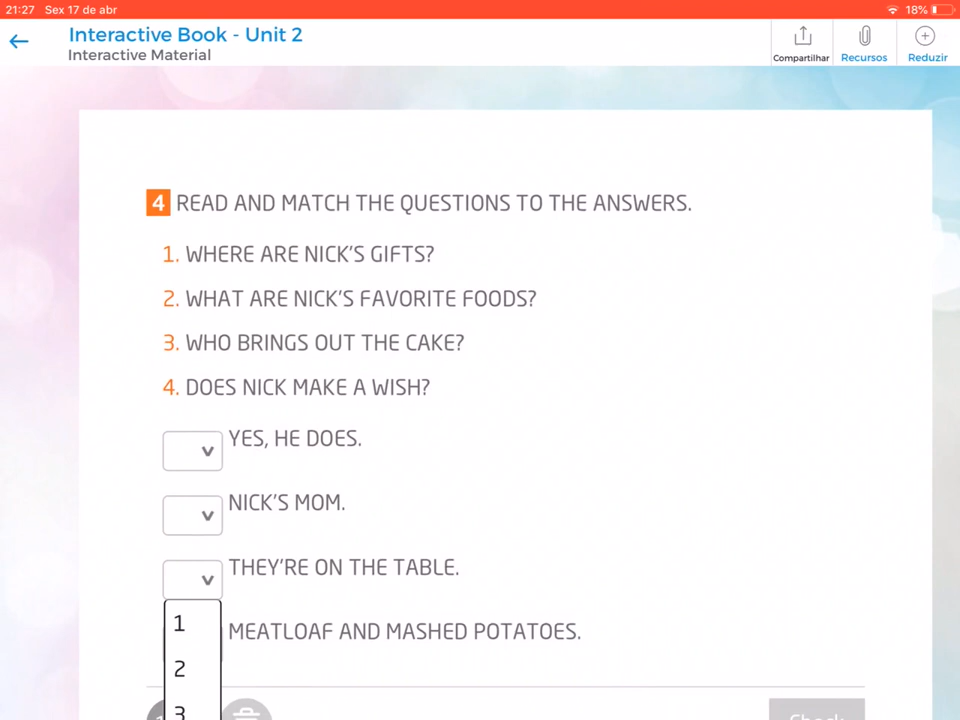 21:27 Sex 17 de abr 18%
Interactive Book - Unit 2
Interactive Material
Compartilhar Recursos Reduzir
4 READ AND MATCH THE QUESTIONS TO THE ANSWERS.
1. WHERE ARE NICK'S GIFTS?
2. WHAT ARE NICK'S FAVORITE FOODS?
3. WHO BRINGS OUT THE CAKE?
4. DOES NICK MAKE A WISH?
YES, HE DOES.
NICK'S MOM.
THEY'RE ON THE TABLE.
1
MEATLOAF AND MASHED POTATOES.
2
3
Check